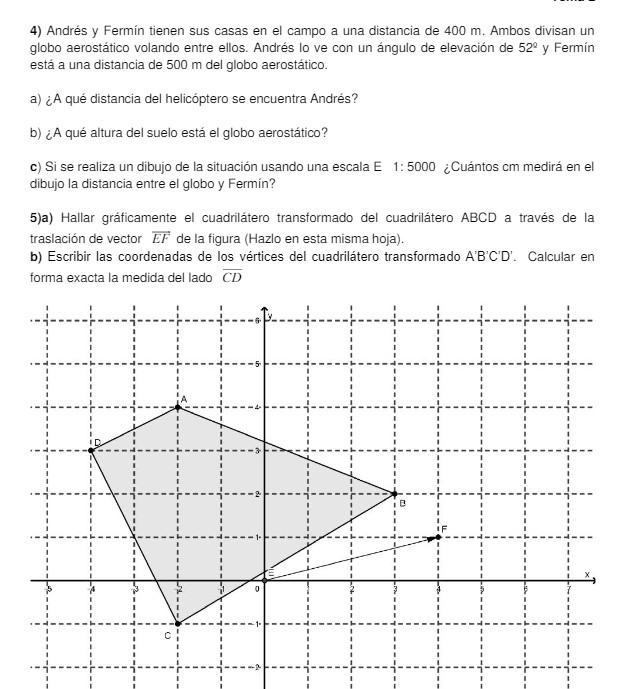 4) Andrés y Fermín tienen sus casas en el campo a una distancia de 400 m. Ambos divisan un
globo aerostático volando entre ellos. Andrés lo ve con un ángulo de elevación de 52º y Fermín
está a una distancia de 500 m del globo aerostático.
a) ¿A qué distancia del helicóptero se encuentra Andrés?
b) ¿A qué altura del suelo está el globo aerostático?
c) Si se realiza un dibujo de la situación usando una escala E 1: 5000 ¿Cuántos cm medirá en el
dibujo la distancia entre el globo y Fermín?
5)a) Hallar gráficamente el cuadrilátero transformado del cuadrilátero ABCD a través de la
traslación de vector EF de la figura (Hazlo en esta misma hoja).
b) Escribir las coordenadas de los vértices del cuadrilátero transformado A'B'C'D'. Calcular en
forma exacta la medida del lado CD
6 y
5
A
4
D
3
2
B
F
1
E
x
-5 -4 -3 -2 -1 0 2 3 4 5 6 7
C
-1
-2